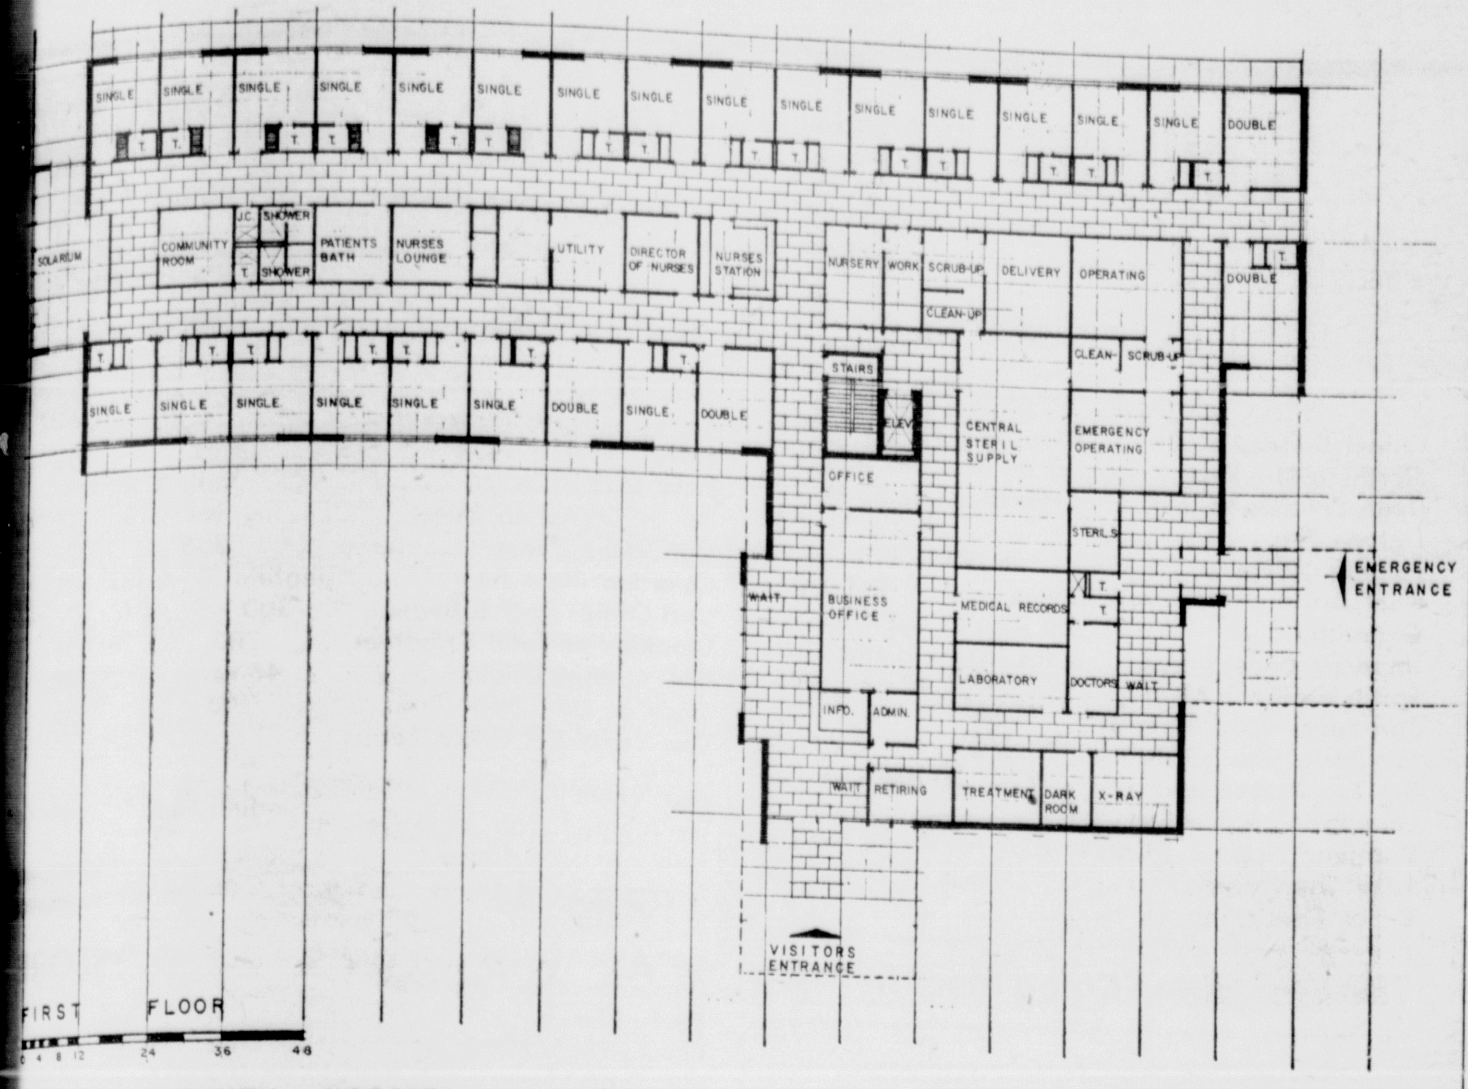 SINGLE SINGLE SINGLE SINGLE SINGLE SINGLE SINGLE SINGLE SINGLE SINGLE SINGLE SINGLE SINGLE SINGLE SINGLE DOUBLE
T. T. T. T. T. T. T. T. T. T. T. T. T. T. T.
SOLARIUM
COMMUNITY
ROOM
J.C.
SHOWER
T.
SHOWER
PATIENTS
BATH
NURSES
LOUNGE
UTILITY
DIRECTOR
OF NURSES
NURSES
STATION
NURSERY
WORK
SCRUB-UP
CLEAN-UP
DELIVERY
OPERATING
T.
DOUBLE
T. T. T. T. T. T. T.
SINGLE SINGLE SINGLE SINGLE SINGLE SINGLE DOUBLE SINGLE DOUBLE
STAIRS
ELEV.
CLEAN-
SCRUB-UP
CENTRAL
STERIL
SUPPLY
EMERGENCY
OPERATING
OFFICE
STERILS
EMERGENCY
ENTRANCE
WAIT
BUSINESS
OFFICE
T.
T.
MEDICAL RECORDS
LABORATORY
DOCTORS
WAIT
INFO.
ADMIN.
WAIT
RETIRING
TREATMENT
DARK
ROOM
X-RAY
VISITORS
ENTRANCE
FIRST FLOOR
0 4 8 12 24 36 48